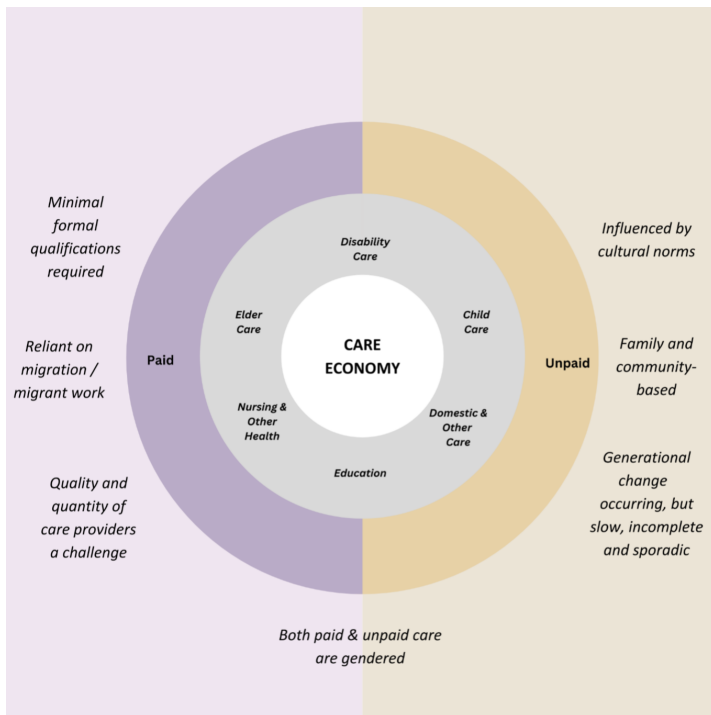 Minimal
formal
qualifications
required
Reliant on
migration /
migrant work
Quality and
quantity of
care providers
a challenge
Paid
Disability
Care
Elder
Care
Child
Care
CARE
ECONOMY
Nursing &
Other
Health
Domestic &
Other
Care
Education
Unpaid
Influenced by
cultural norms
Family and
community-
based
Generational
change
occurring, but
slow, incomplete
and sporadic
Both paid & unpaid care
are gendered